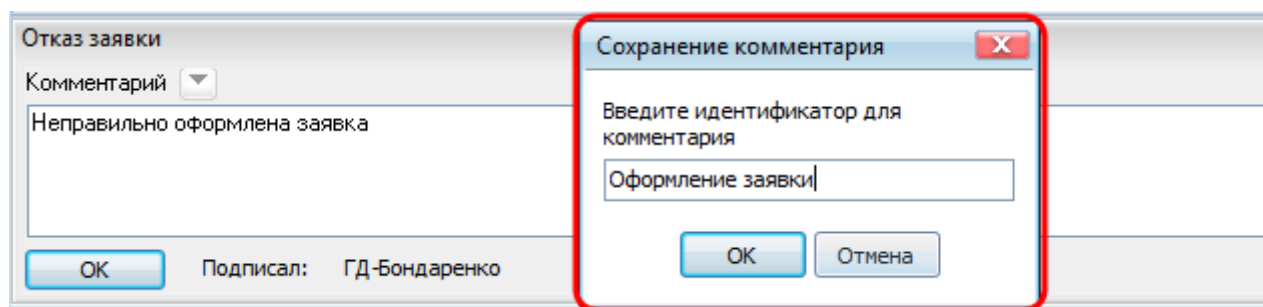 Отказ заявки
Комментарий
Неправильно оформлена заявка
OK
Подписал: ГД-Бондаренко
Сохранение комментария
Введите идентификатор для
комментария
Оформление заявки
OK
Отмена